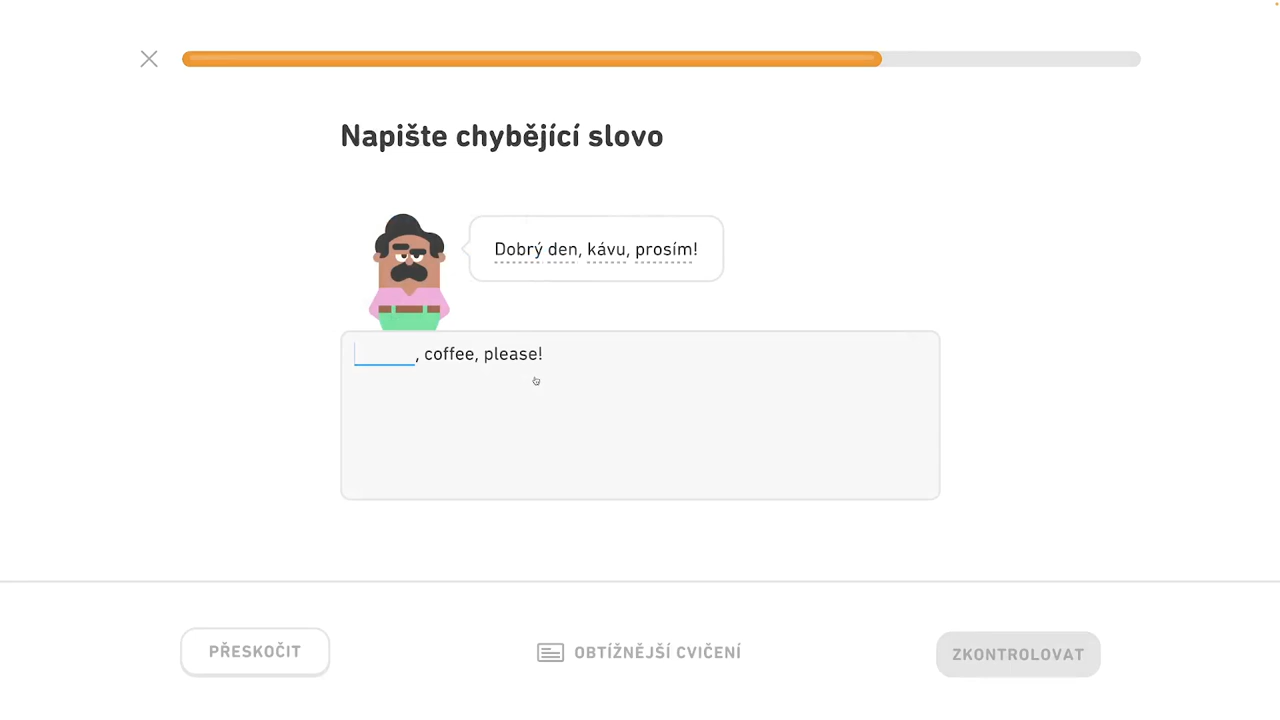 Napište chybějící slovo
Dobrý den, kávu, prosím!
, coffee, please!
PŘESKOČIT
OBTÍŽNĚJŠÍ CVIČENÍ
ZKONTROLOVAT